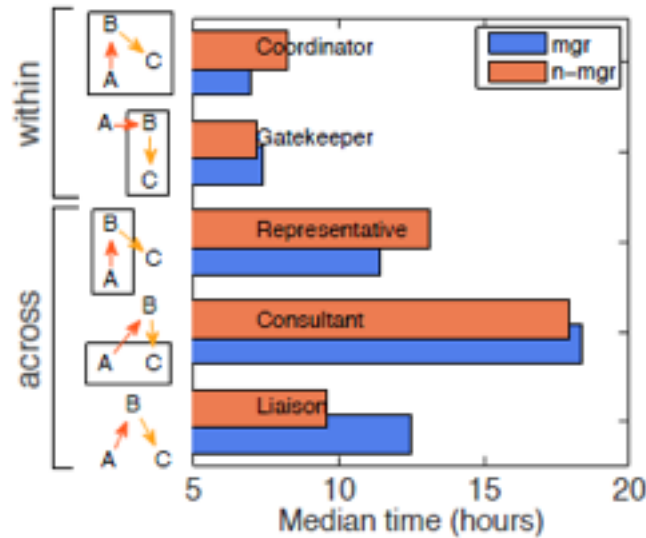 within
across
B
A
C
A
B
C
B
A
C
B
A
C
B
A
C
Coordinator
Gatekeeper
Representative
Consultant
Liaison
mgr
n-mgr
5
10
15
20
Median time (hours)